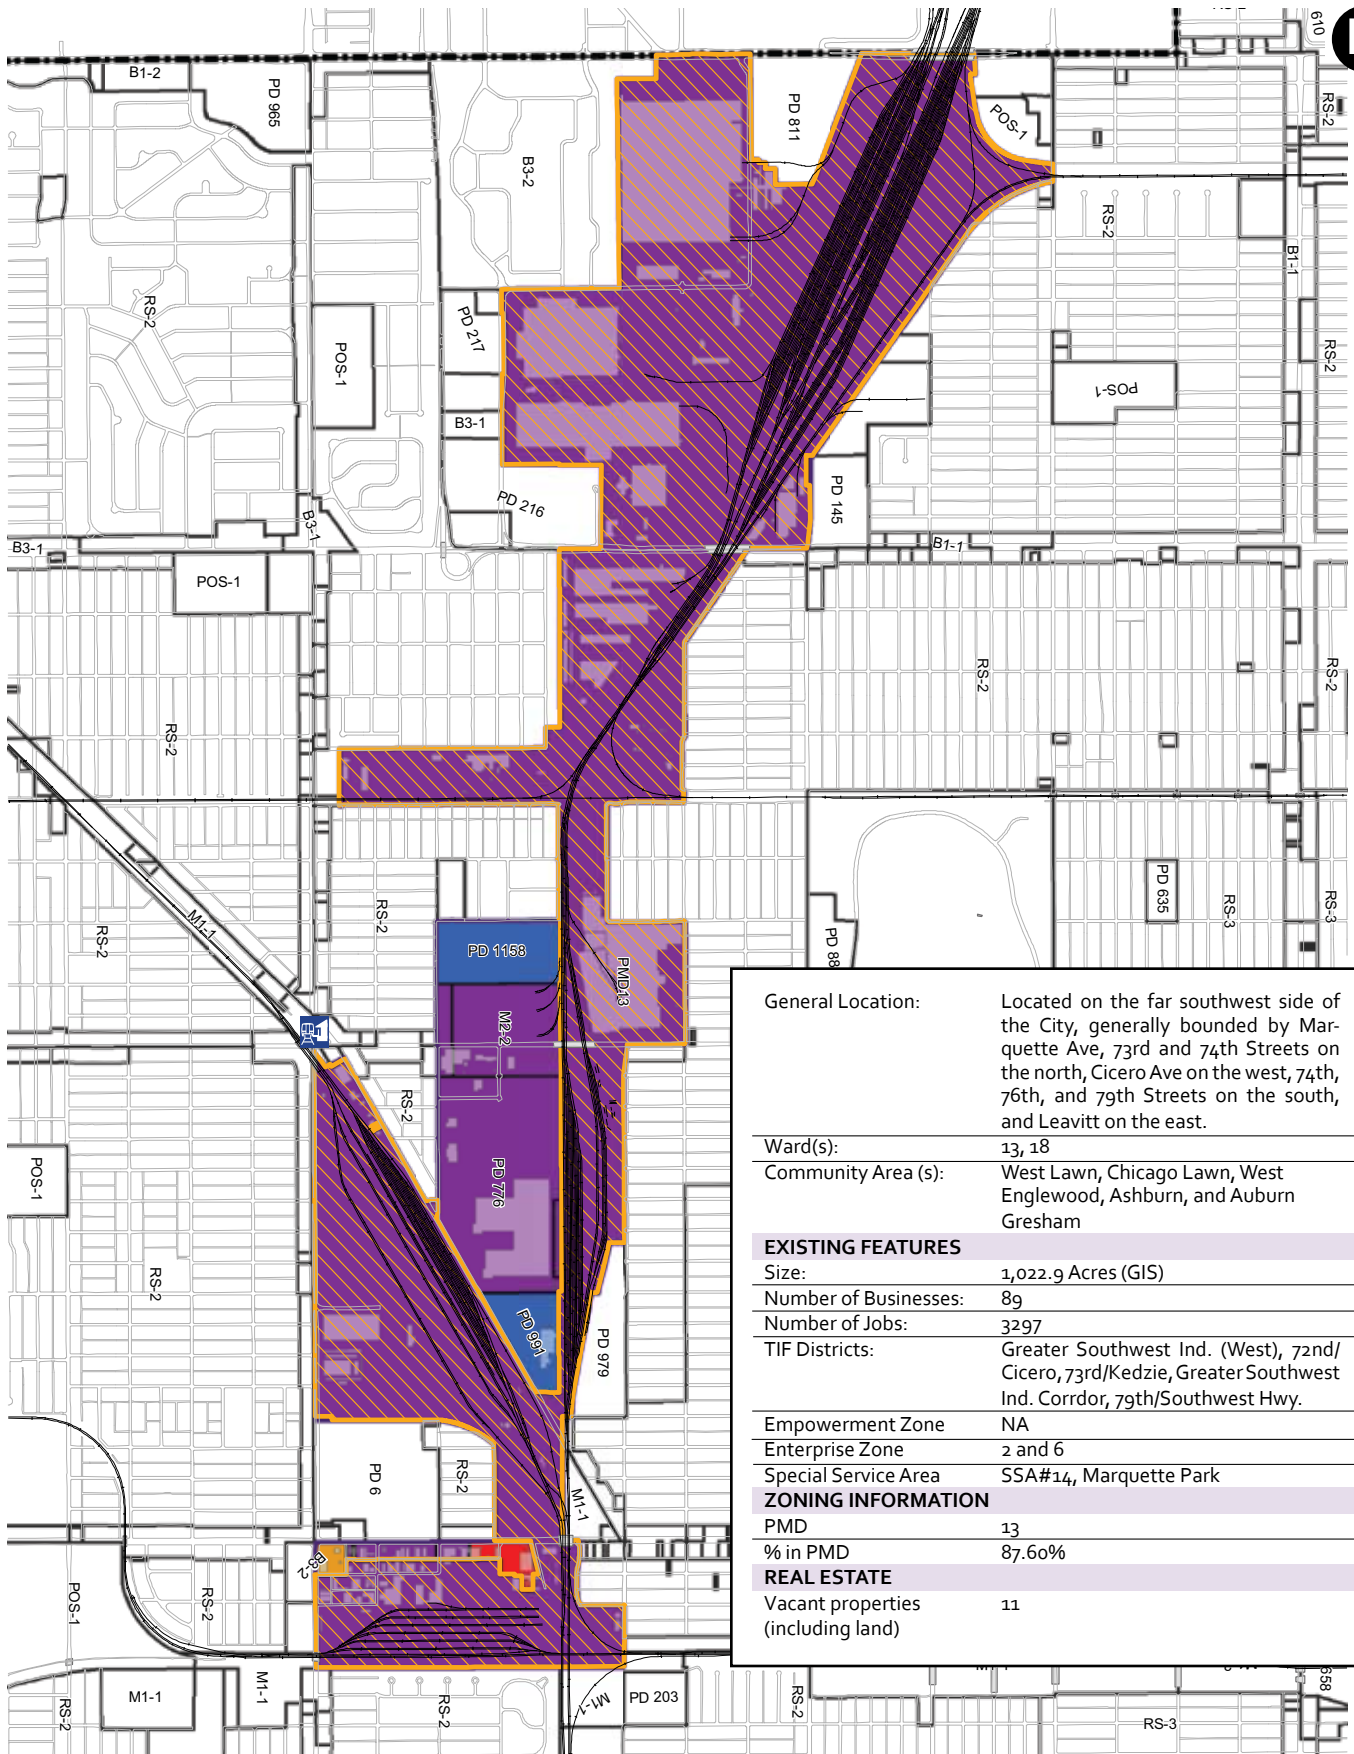 610
B1-2
PD 965
PD 811
POS-1
RS-2
B3-2
RS-2
B1-1
RS-2
POS-1
PD 217
RS-2
POS-1
B3-1
PD 216
PD 145
B3-1
B3-1
B1-1
POS-1
RS-2
RS-2
RS-2
PD 635
RS-3
RS-3
RS-2
M1-1
RS-2
PD 1158
PMD13
PD 88
M2-2
RS-2
POS-1
PD 776
RS-2
PD 991
PD 979
PD 6
RS-2
M1-1
B3-2
POS-1
RS-2
M1-1
M1-1
RS-2
RS-2
M1-1
PD 203
RS-2
RS-3
658
General Location: Located on the far southwest side of
the City, generally bounded by Mar-
quette Ave, 73rd and 74th Streets on
the north, Cicero Ave on the west, 74th,
76th, and 79th Streets on the south,
and Leavitt on the east.
Ward(s): 13, 18
Community Area (s): West Lawn, Chicago Lawn, West
Englewood, Ashburn, and Auburn
Gresham
EXISTING FEATURES
Size: 1,022.9 Acres (GIS)
Number of Businesses: 89
Number of Jobs: 3297
TIF Districts: Greater Southwest Ind. (West), 72nd/
Cicero, 73rd/Kedzie, Greater Southwest
Ind. Corrdor, 79th/Southwest Hwy.
Empowerment Zone NA
Enterprise Zone 2 and 6
Special Service Area SSA#14, Marquette Park
ZONING INFORMATION
PMD 13
% in PMD 87.60%
REAL ESTATE
Vacant properties 11
(including land)